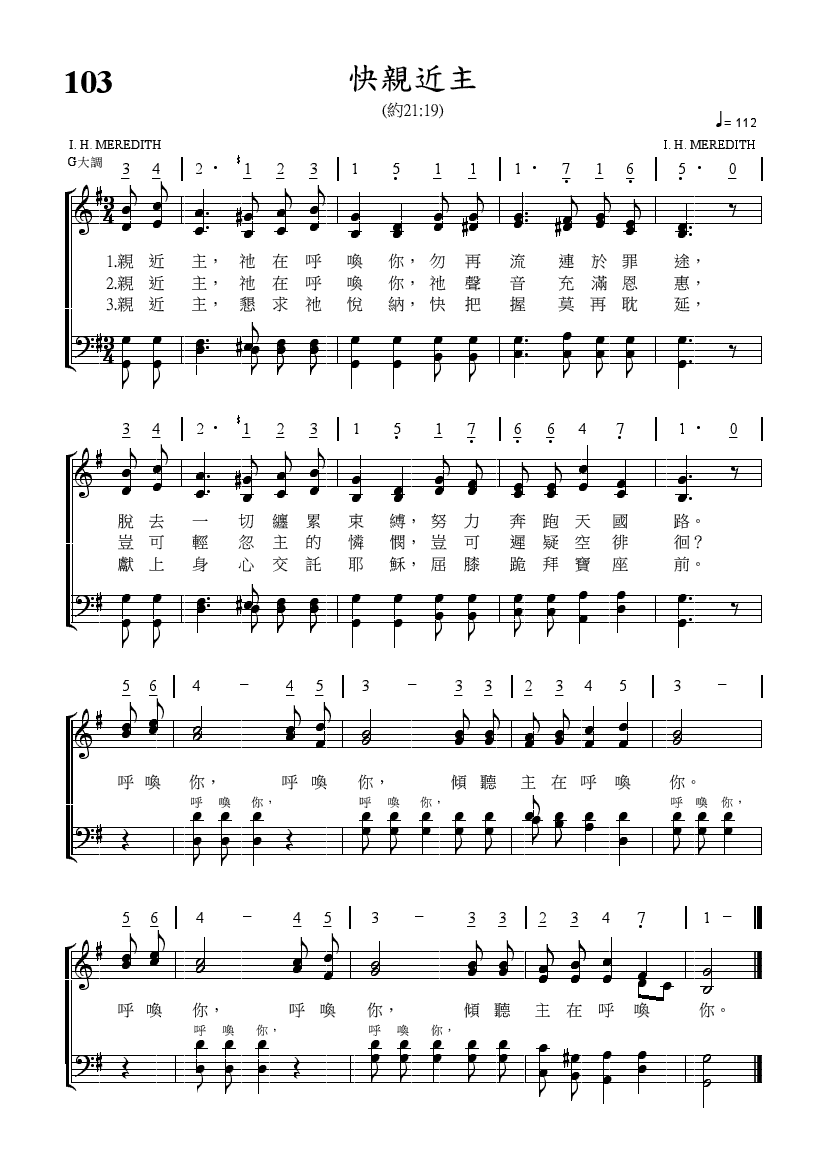 103
快親近主
(約21:19)
♩= 112
I. H. MEREDITH I. H. MEREDITH
G大調
3 4 | 2 · 1 2 3 | 1 5 1 1 | 1 · 7 1 6 | 5 · 0 |
1.親近主，祂在呼喚你，勿再流連於罪途，
2.親近主，祂在呼喚你，祂聲音充滿恩惠，
3.親近主，懇求祂悅納，快把握莫再耽延，
3 4 | 2 · 1 2 3 | 1 5 1 7 | 6 6 4 7 | 1 · 0 |
脫去一切纏累束縛，努力奔跑天國路。
豈可輕忽主的憐憫，豈可遲疑空徘徊？
獻上身心交託耶穌，屈膝跪拜寶座前。
5 6 | 4 – 4 5 | 3 – 3 3 | 2 3 4 5 | 3 – |
呼喚你，呼喚你，傾聽主在呼喚你。
呼喚你，呼喚你，呼喚你，
5 6 | 4 – 4 5 | 3 – 3 3 | 2 3 4 7 | 1 – ‖
呼喚你，呼喚你，傾聽主在呼喚你。
呼喚你，呼喚你，